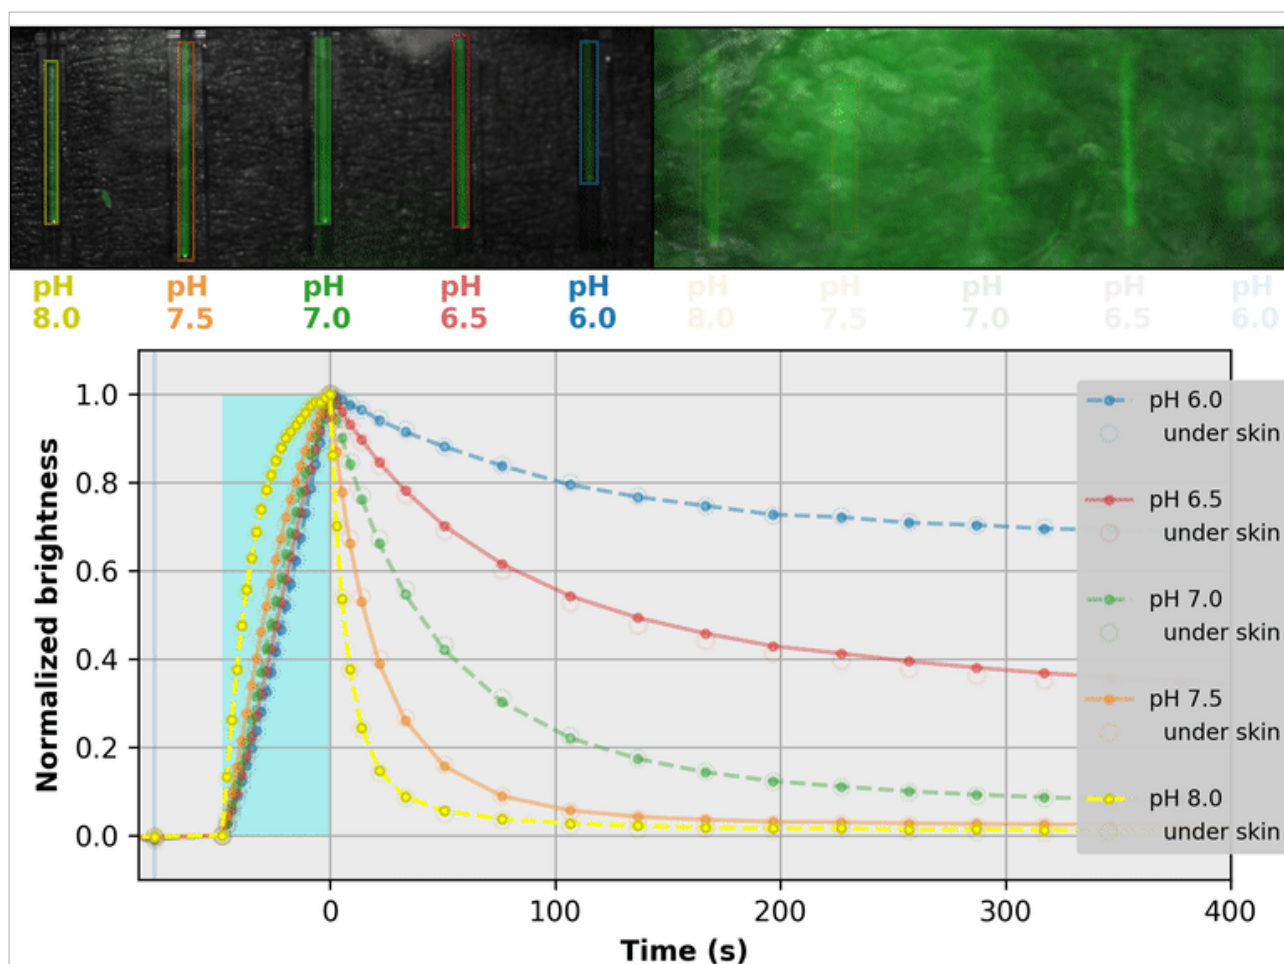 pH pH pH pH pH pH pH pH pH pH
8.0 7.5 7.0 6.5 6.0 8.0 7.5 7.0 6.5 6.0
1.0
0.8
0.6
0.4
0.2
0.0
Normalized brightness
0 100 200 300 400
Time (s)
pH 6.0
under skin
pH 6.5
under skin
pH 7.0
under skin
pH 7.5
under skin
pH 8.0
under skin